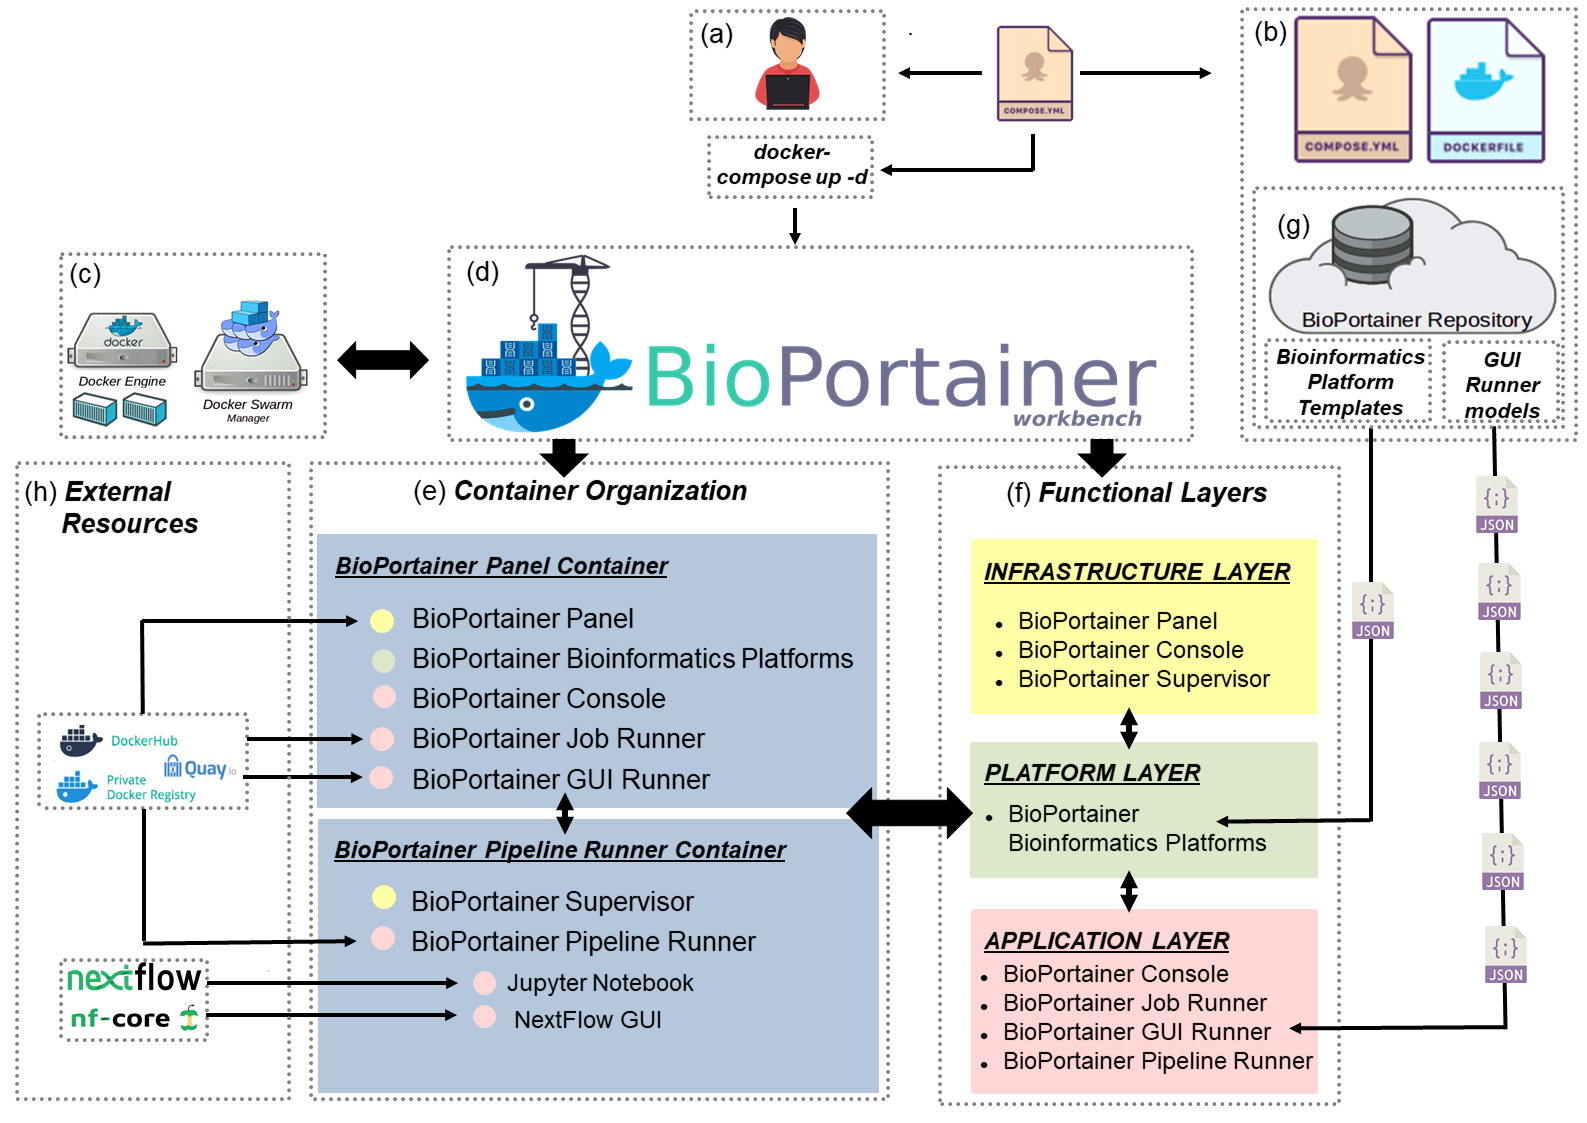 (a)
COMPOSE.YML
(b)
COMPOSE.YML
DOCKERFILE
docker-
compose up -d
(g)
BioPortainer Repository
Bioinformatics
Platform
Templates
GUI
Runner
models
(c)
docker
Docker Engine
Docker Swarm
Manager
(d)
BioPortainer
workbench
(h) External
Resources
DockerHub
Quay.io
Private
Docker Registry
nextflow
nf-core
(e) Container Organization
BioPortainer Panel Container
BioPortainer Panel
BioPortainer Bioinformatics Platforms
BioPortainer Console
BioPortainer Job Runner
BioPortainer GUI Runner
BioPortainer Pipeline Runner Container
BioPortainer Supervisor
BioPortainer Pipeline Runner
Jupyter Notebook
NextFlow GUI
(f) Functional Layers
INFRASTRUCTURE LAYER
• BioPortainer Panel
• BioPortainer Console
• BioPortainer Supervisor
PLATFORM LAYER
• BioPortainer
Bioinformatics Platforms
APPLICATION LAYER
• BioPortainer Console
• BioPortainer Job Runner
• BioPortainer GUI Runner
• BioPortainer Pipeline Runner
{;}
JSON
{;}
JSON
{;}
JSON
{;}
JSON
{;}
JSON
{;}
JSON
{;}
JSON